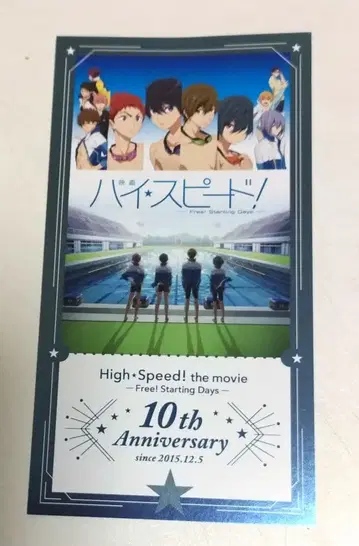 映画
ハイ★スピード!
— Free! Starting Days —
High★Speed! the movie
— Free! Starting Days —
10th
Anniversary
since 2015.12.5